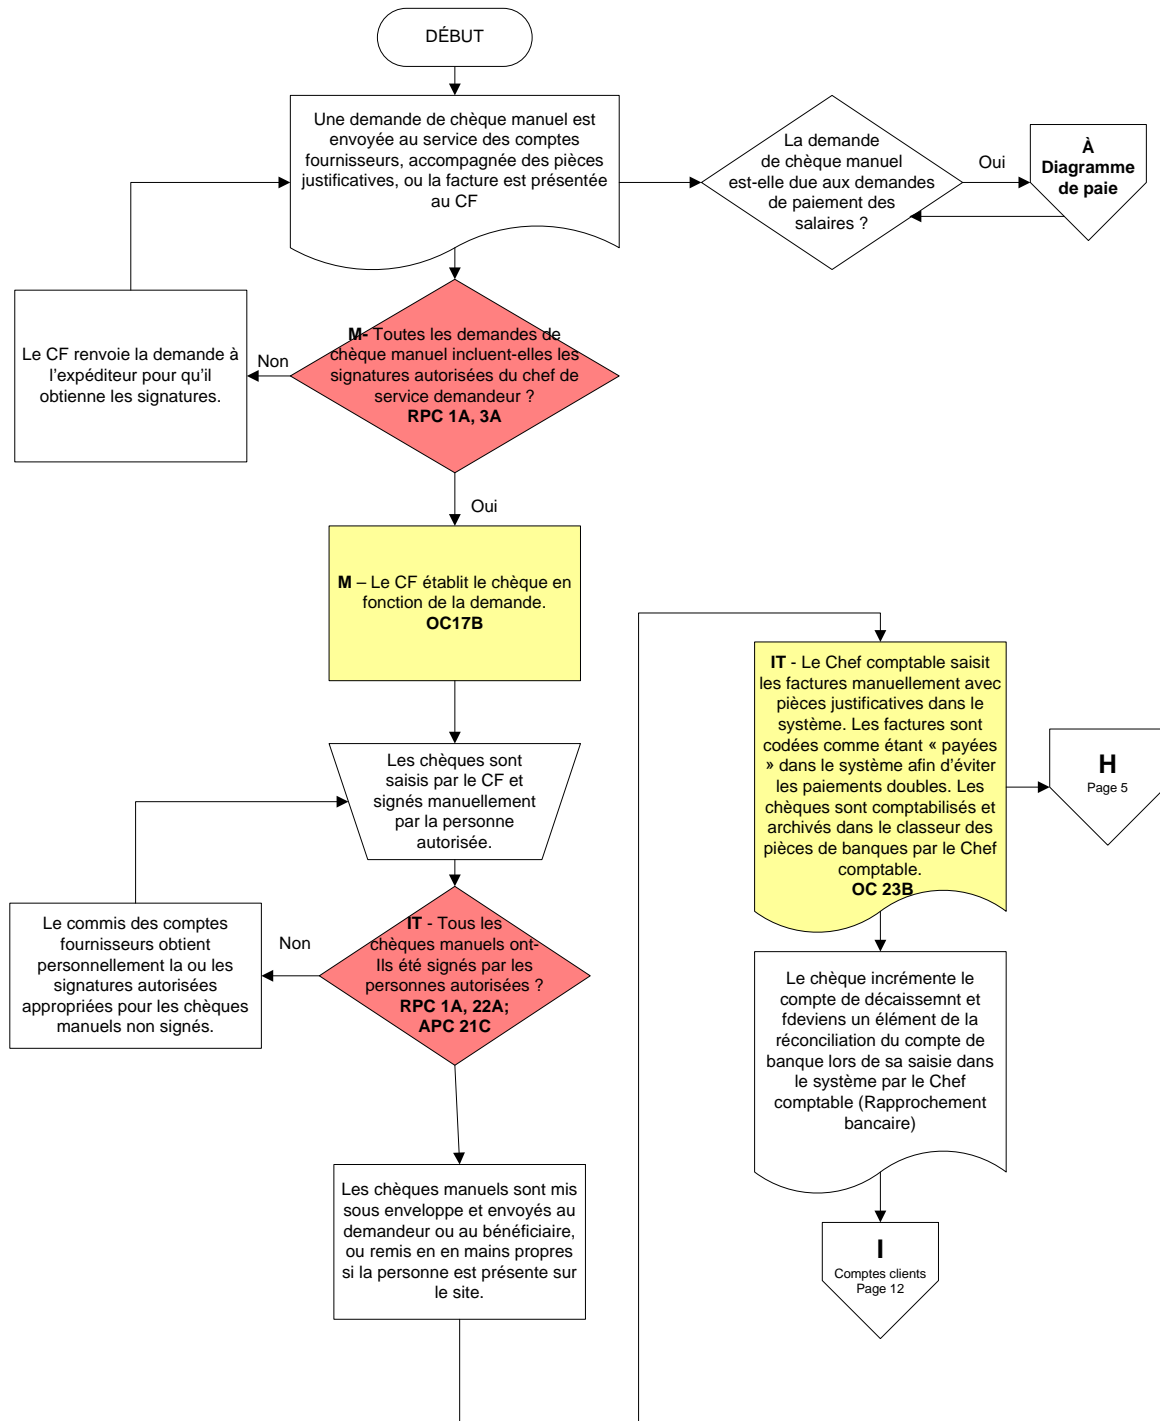 DÉBUT
Une demande de chèque manuel est
envoyée au service des comptes
fournisseurs, accompagnée des pièces
justificatives, ou la facture est présentée
au CF
La demande
de chèque manuel
est-elle due aux demandes
de paiement des
salaires ?
Oui
À
Diagramme
de paie
M- Toutes les demandes de
chèque manuel incluent-elles les
signatures autorisées du chef de
service demandeur ?
RPC 1A, 3A
Non
Le CF renvoie la demande à
l’expéditeur pour qu’il
obtienne les signatures.
Oui
M – Le CF établit le chèque en
fonction de la demande.
OC17B
Les chèques sont
saisis par le CF et
signés manuellement
par la personne
autorisée.
IT - Tous les
chèques manuels ont-
Ils été signés par les
personnes autorisées ?
RPC 1A, 22A;
APC 21C
Non
Le commis des comptes
fournisseurs obtient
personnellement la ou les
signatures autorisées
appropriées pour les chèques
manuels non signés.
Les chèques manuels sont mis
sous enveloppe et envoyés au
demandeur ou au bénéficiaire,
ou remis en en mains propres
si la personne est présente sur
le site.
IT - Le Chef comptable saisit
les factures manuellement avec
pièces justificatives dans le
système. Les factures sont
codées comme étant « payées
» dans le système afin d’éviter
les paiements doubles. Les
chèques sont comptabilisés et
archivés dans le classeur des
pièces de banques par le Chef
comptable.
OC 23B
H
Page 5
Le chèque incrémente le
compte de décaissemnt et
fdeviens un élément de la
réconciliation du compte de
banque lors de sa saisie dans
le système par le Chef
comptable (Rapprochement
bancaire)
I
Comptes clients
Page 12